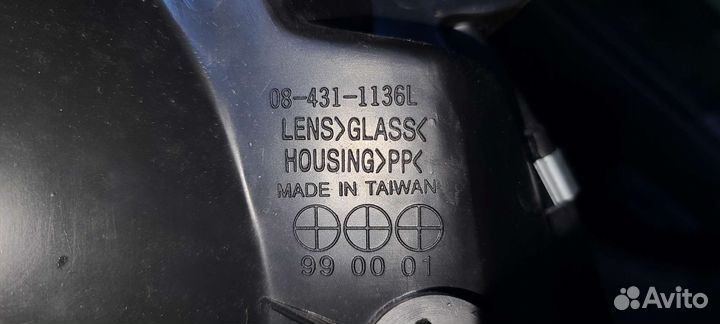 08-431-1136L
LENS>GLASS<
HOUSING>PP<
MADE IN TAIWAN
99 00 01
Avito